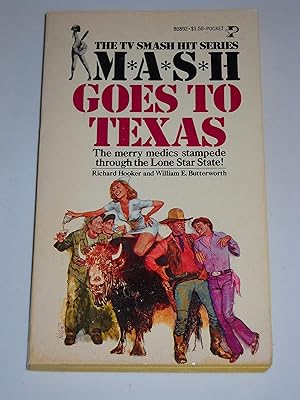 80892·$1.50·POCKET
THE TV SMASH HIT SERIES
M*A*S*H
GOES TO
TEXAS
The merry medics stampede
through the Lone Star State!
Richard Hooker and William E. Butterworth